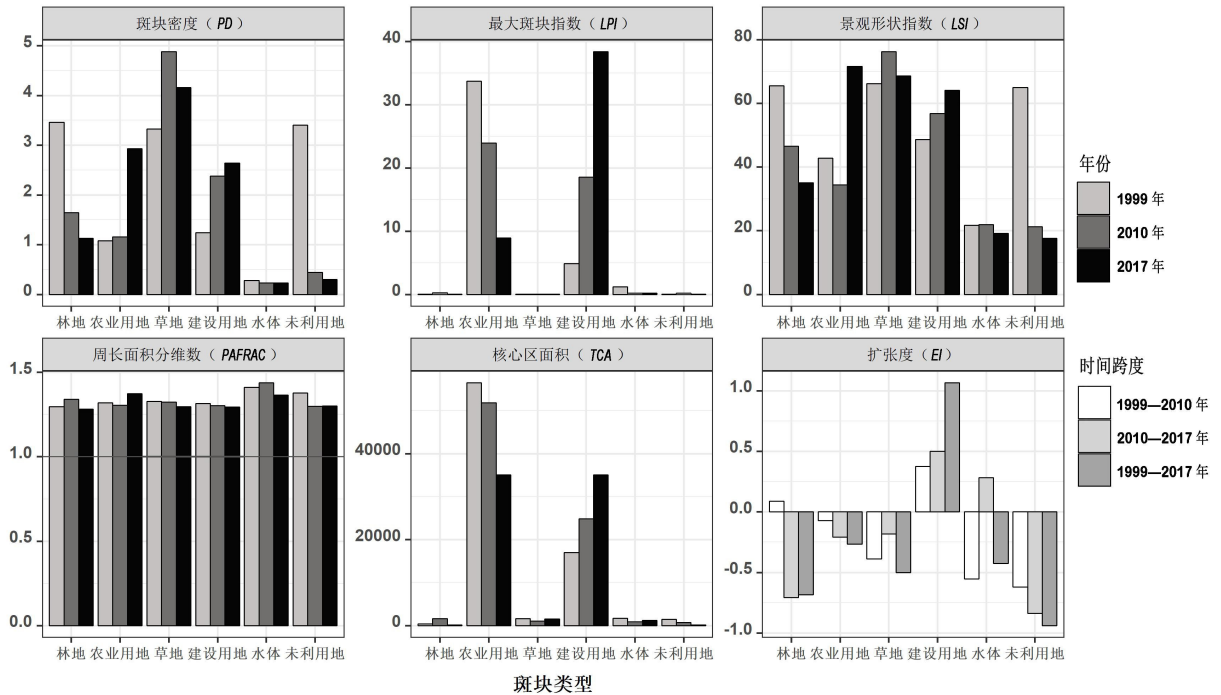 斑块密度（PD）
最大斑块指数（LPI）
景观形状指数（LSI）
5
4
3
2
1
0
40
30
20
10
0
80
60
40
20
0
林地 农业用地 草地 建设用地 水体 未利用地
林地 农业用地 草地 建设用地 水体 未利用地
林地 农业用地 草地 建设用地 水体 未利用地
年份
1999 年
2010 年
2017 年
周长面积分维数（PAFRAC）
核心区面积（TCA）
扩张度（EI）
1.5
1.0
0.5
0.0
40000
20000
0
1.0
0.5
0.0
-0.5
-1.0
林地 农业用地 草地 建设用地 水体 未利用地
林地 农业用地 草地 建设用地 水体 未利用地
林地 农业用地 草地 建设用地 水体 未利用地
时间跨度
1999—2010 年
2010—2017 年
1999—2017 年
斑块类型